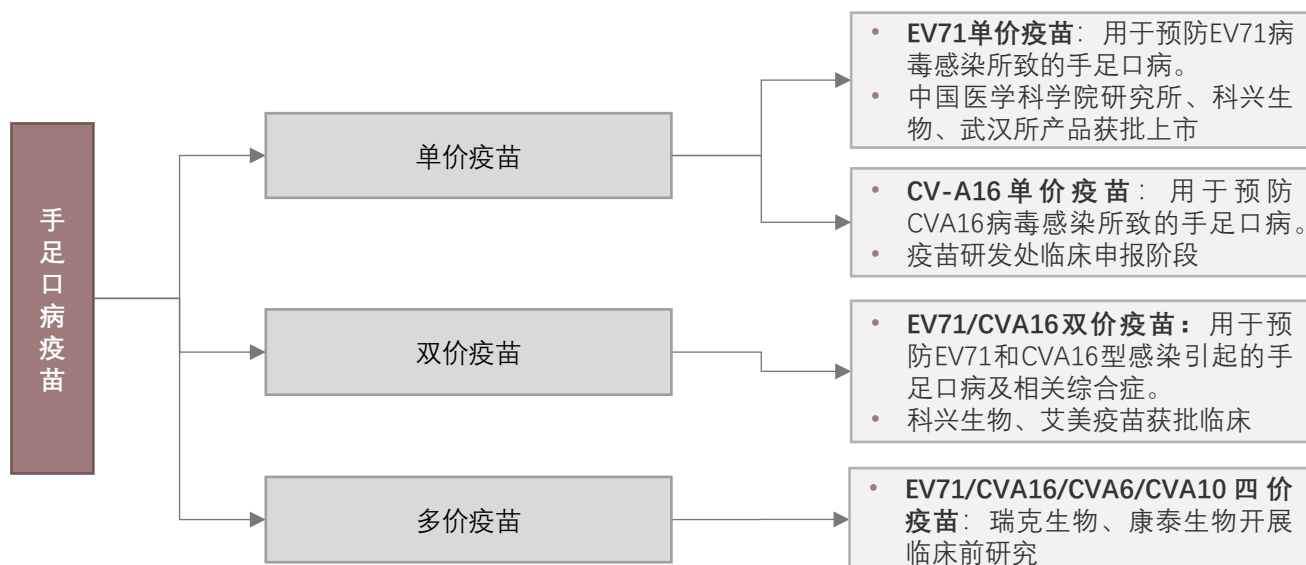 手足口病疫苗
单价疫苗
双价疫苗
多价疫苗
• EV71单价疫苗：用于预防EV71病
毒感染所致的手足口病。
• 中国医学科学院研究所、科兴生
物、武汉所产品获批上市
• CV-A16单价疫苗：用于预防
CVA16病毒感染所致的手足口病。
• 疫苗研发处临床申报阶段
• EV71/CVA16双价疫苗：用于预
防EV71和CVA16型感染引起的手
足口病及相关综合症。
• 科兴生物、艾美疫苗获批临床
• EV71/CVA16/CVA6/CVA10四价
疫苗：瑞克生物、康泰生物开展
临床前研究